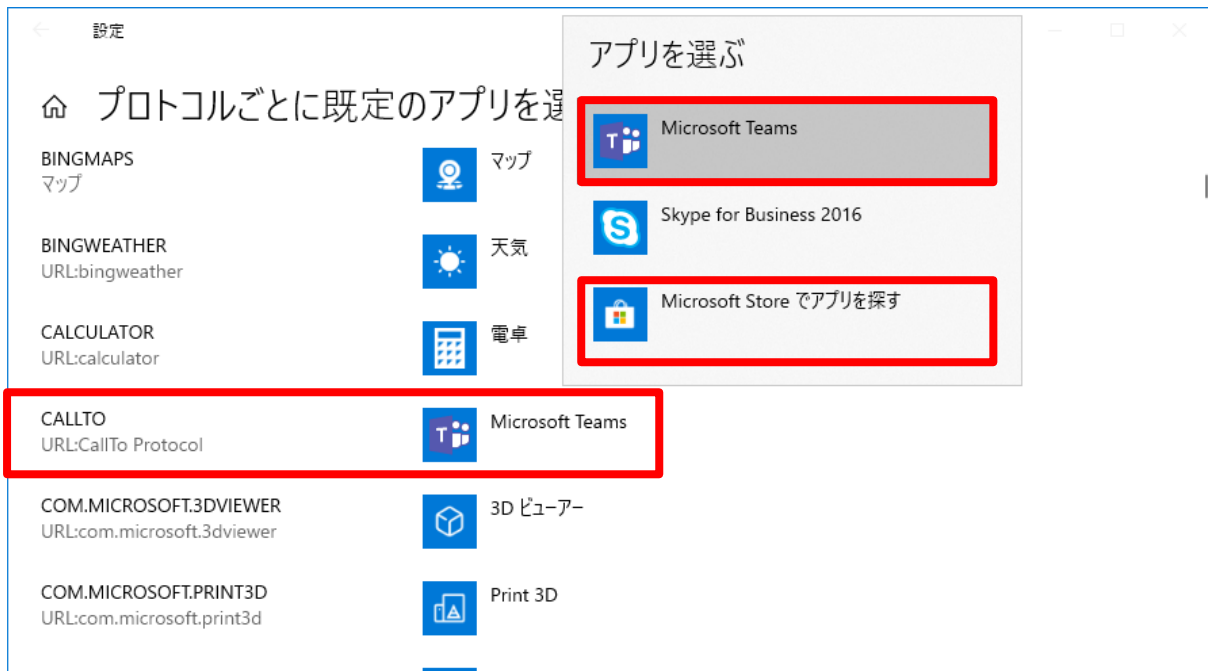 設定
プロトコルごとに既定のアプリを選
BINGMAPS
マップ
マップ
BINGWEATHER
URL:bingweather
天気
CALCULATOR
URL:calculator
電卓
CALLTO
URL:CallTo Protocol
Microsoft Teams
COM.MICROSOFT.3DVIEWER
URL:com.microsoft.3dviewer
3D ビューアー
COM.MICROSOFT.PRINT3D
URL:com.microsoft.print3d
Print 3D
アプリを選ぶ
Microsoft Teams
Skype for Business 2016
Microsoft Store でアプリを探す